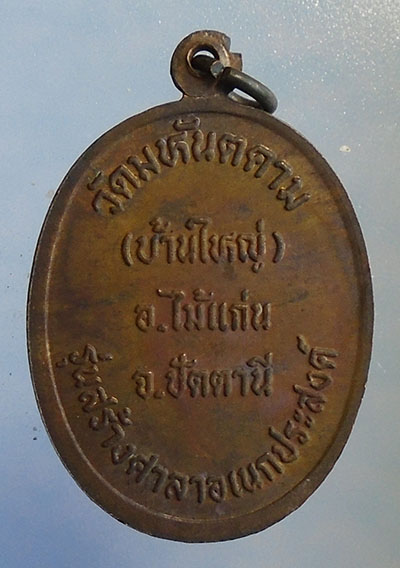 วัดมหันตคาม
(บ้านใหญ่)
อ.ไม้แก่น
จ.ปัตตานี
รุ่นสร้างศาลาอเนกประสงค์